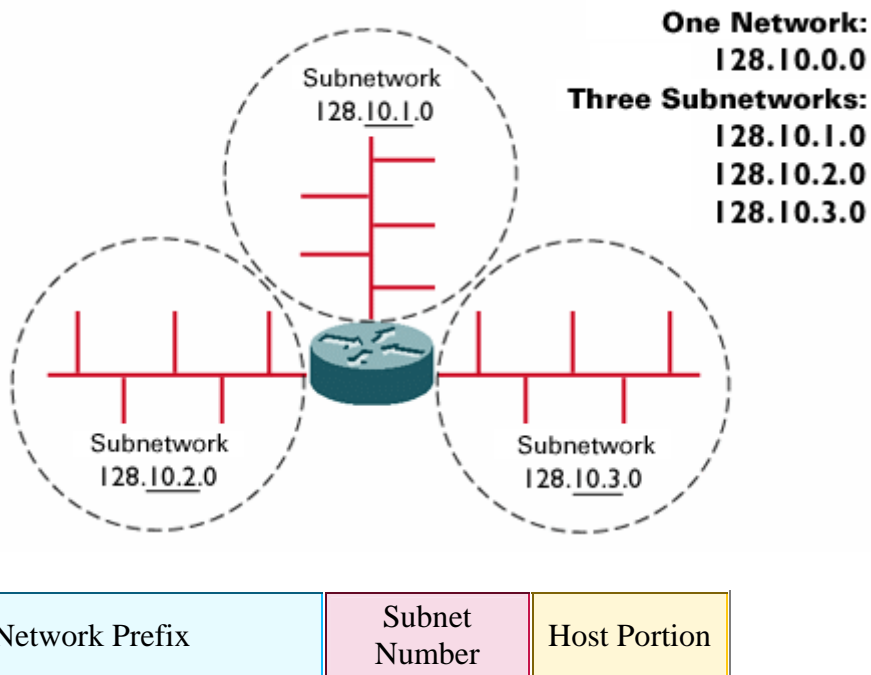 One Network:
128.10.0.0
Three Subnetworks:
128.10.1.0
128.10.2.0
128.10.3.0
Subnetwork
128.10.1.0
Subnetwork
128.10.2.0
Subnetwork
128.10.3.0
Network Prefix
Subnet
Number
Host Portion